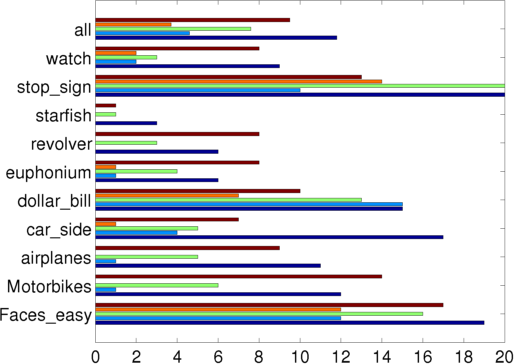 all
watch
stop_sign
starfish
revolver
euphonium
dollar_bill
car_side
airplanes
Motorbikes
Faces_easy
0 2 4 6 8 10 12 14 16 18 20